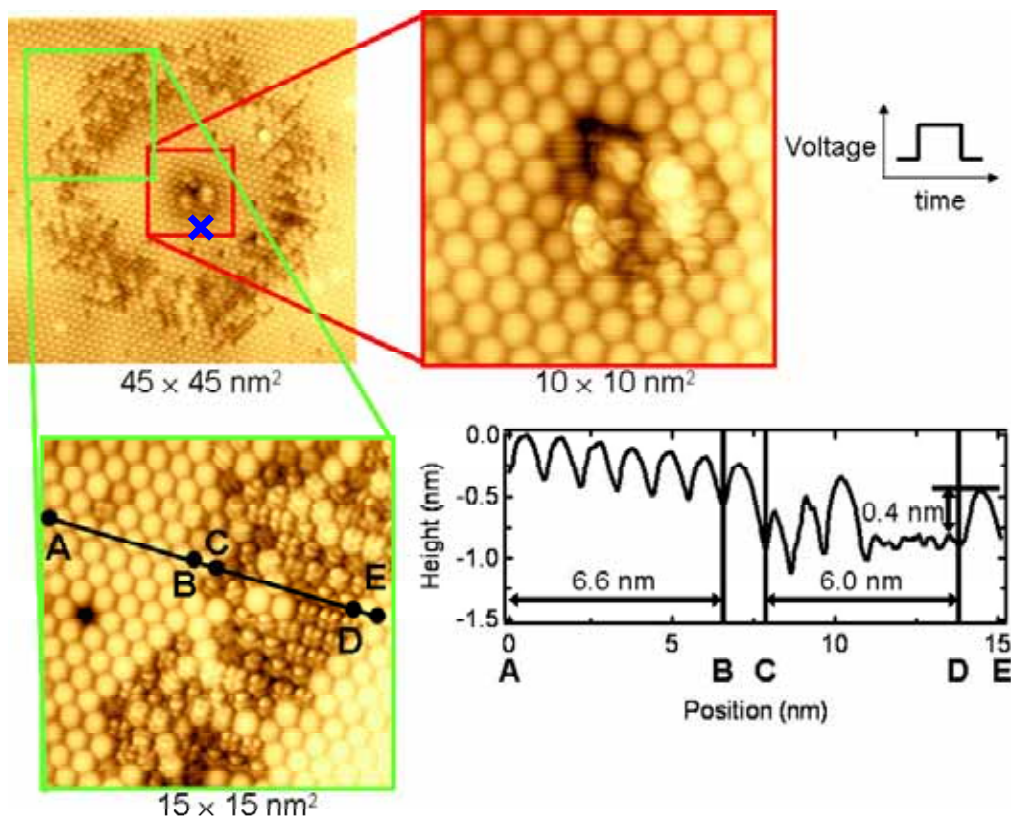 Voltage
time
45 × 45 nm²
10 × 10 nm²
A
B
C
D
E
15 × 15 nm²
Height (nm)
0.0
-0.5
-1.0
-1.5
0.4 nm
6.6 nm
6.0 nm
0 5 10 15
A B C D E
Position (nm)